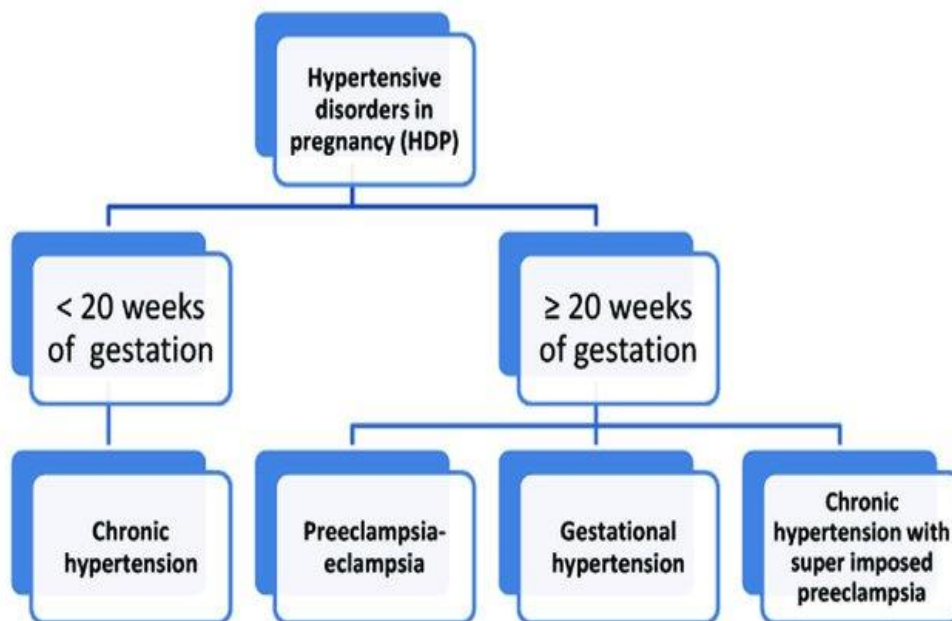 Hypertensive
disorders in
pregnancy (HDP)
< 20 weeks
of gestation
≥ 20 weeks
of gestation
Chronic
hypertension
Preeclampsia-
eclampsia
Gestational
hypertension
Chronic
hypertension with
super imposed
preeclampsia